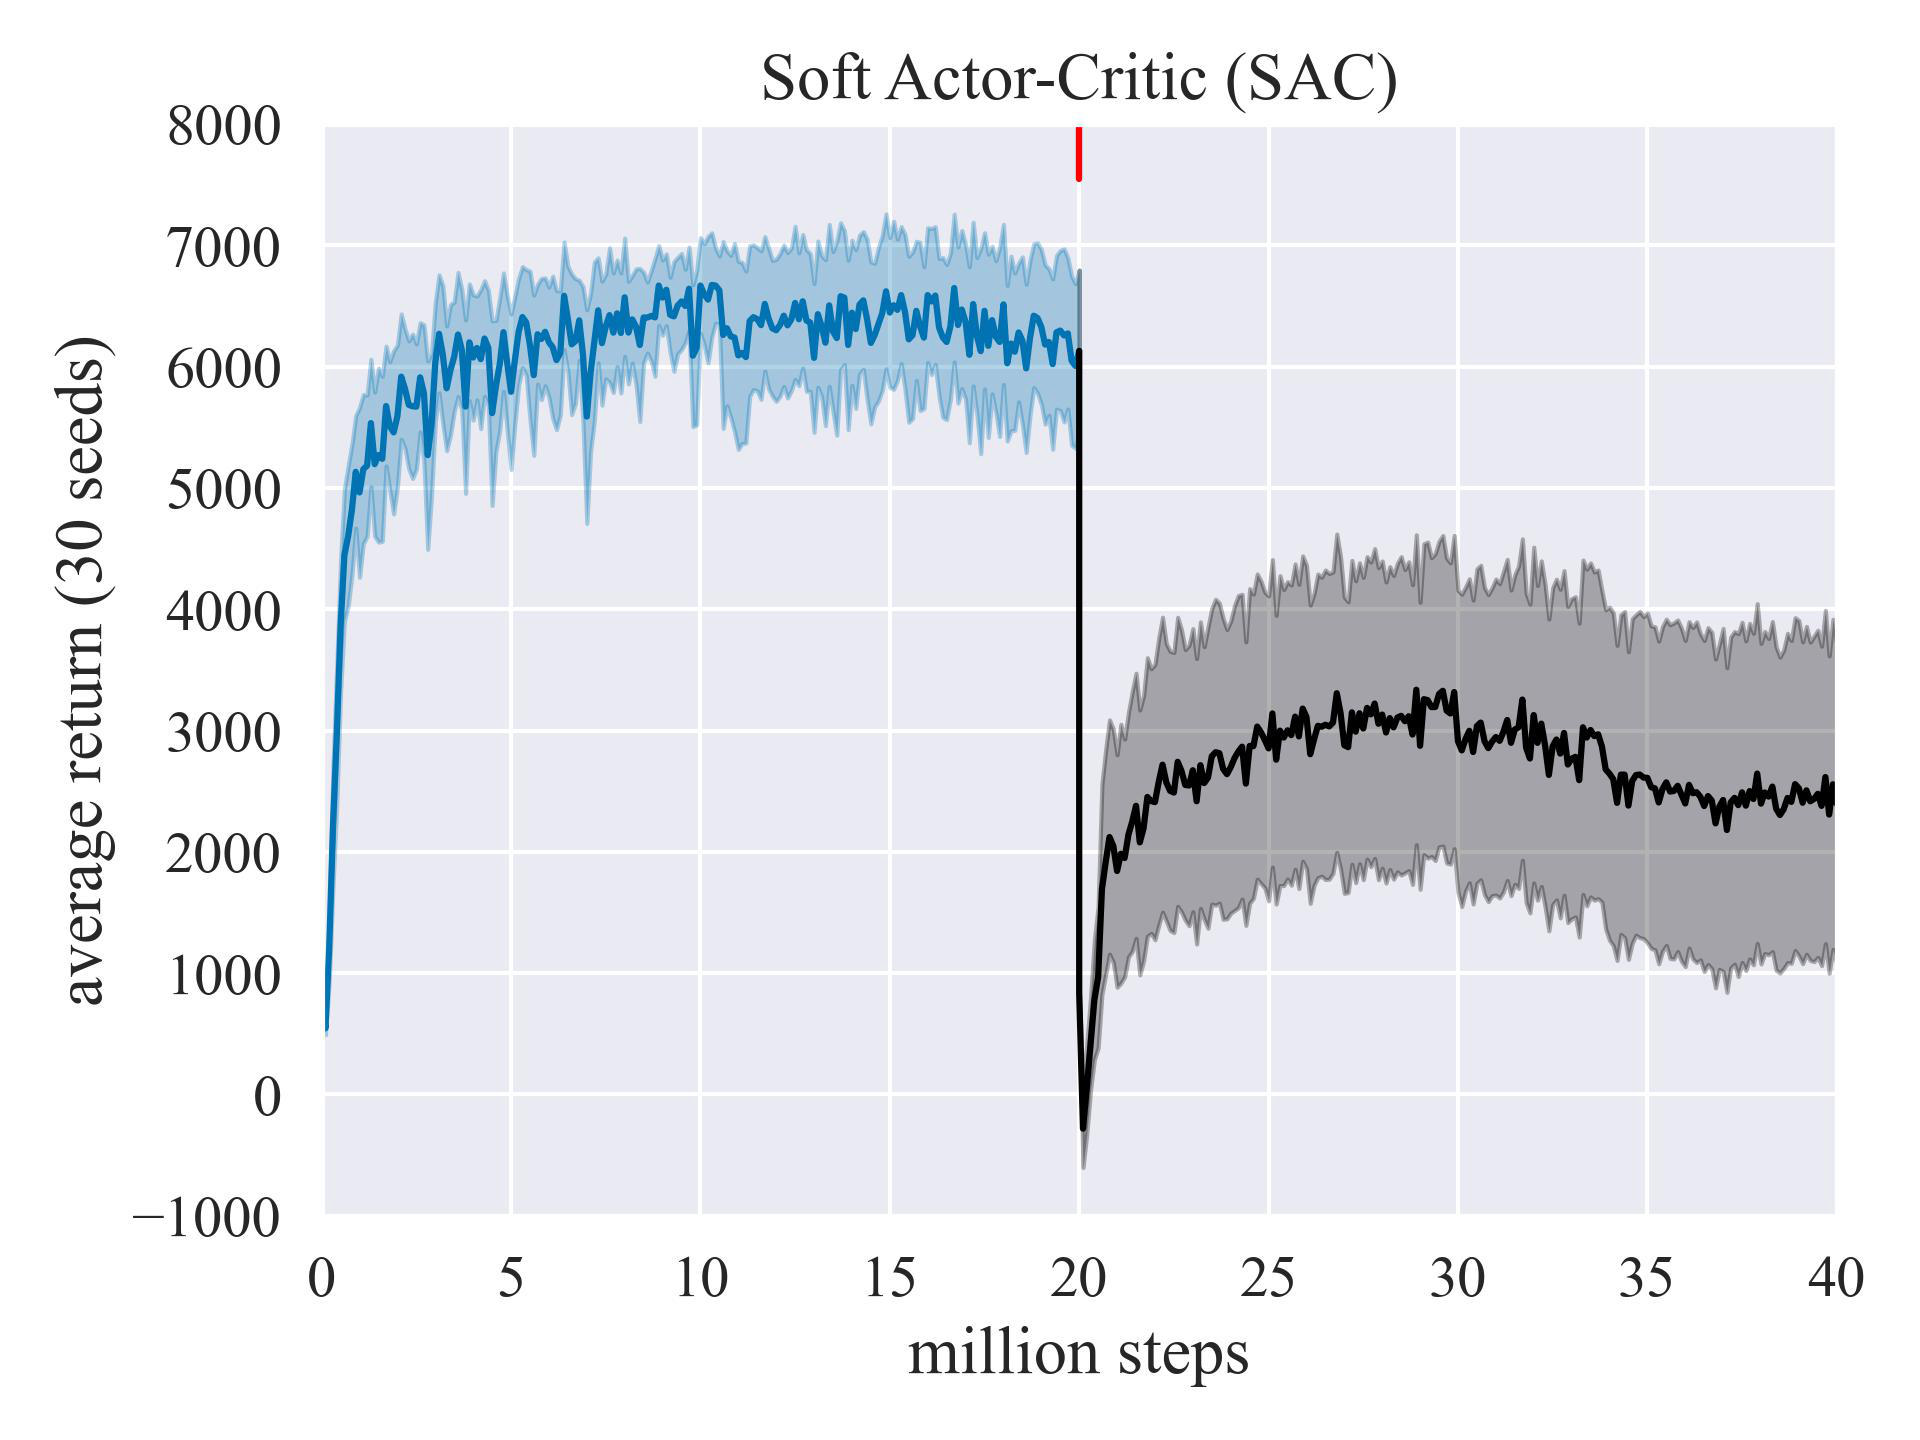 Soft Actor-Critic (SAC)
8000
7000
6000
5000
4000
3000
2000
1000
0
−1000
average return (30 seeds)
0 5 10 15 20 25 30 35 40
million steps